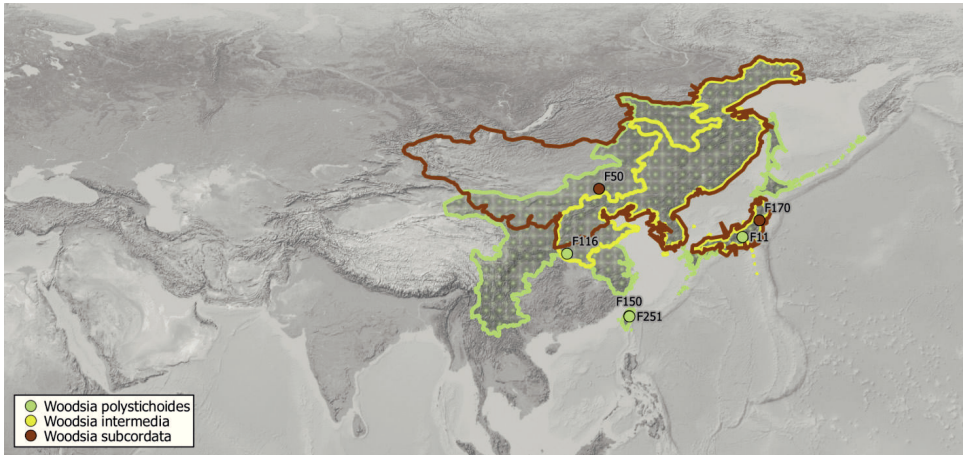 F50
F170
F11
F116
F150
F251
Woodsia polystichoides
Woodsia intermedia
Woodsia subcordata